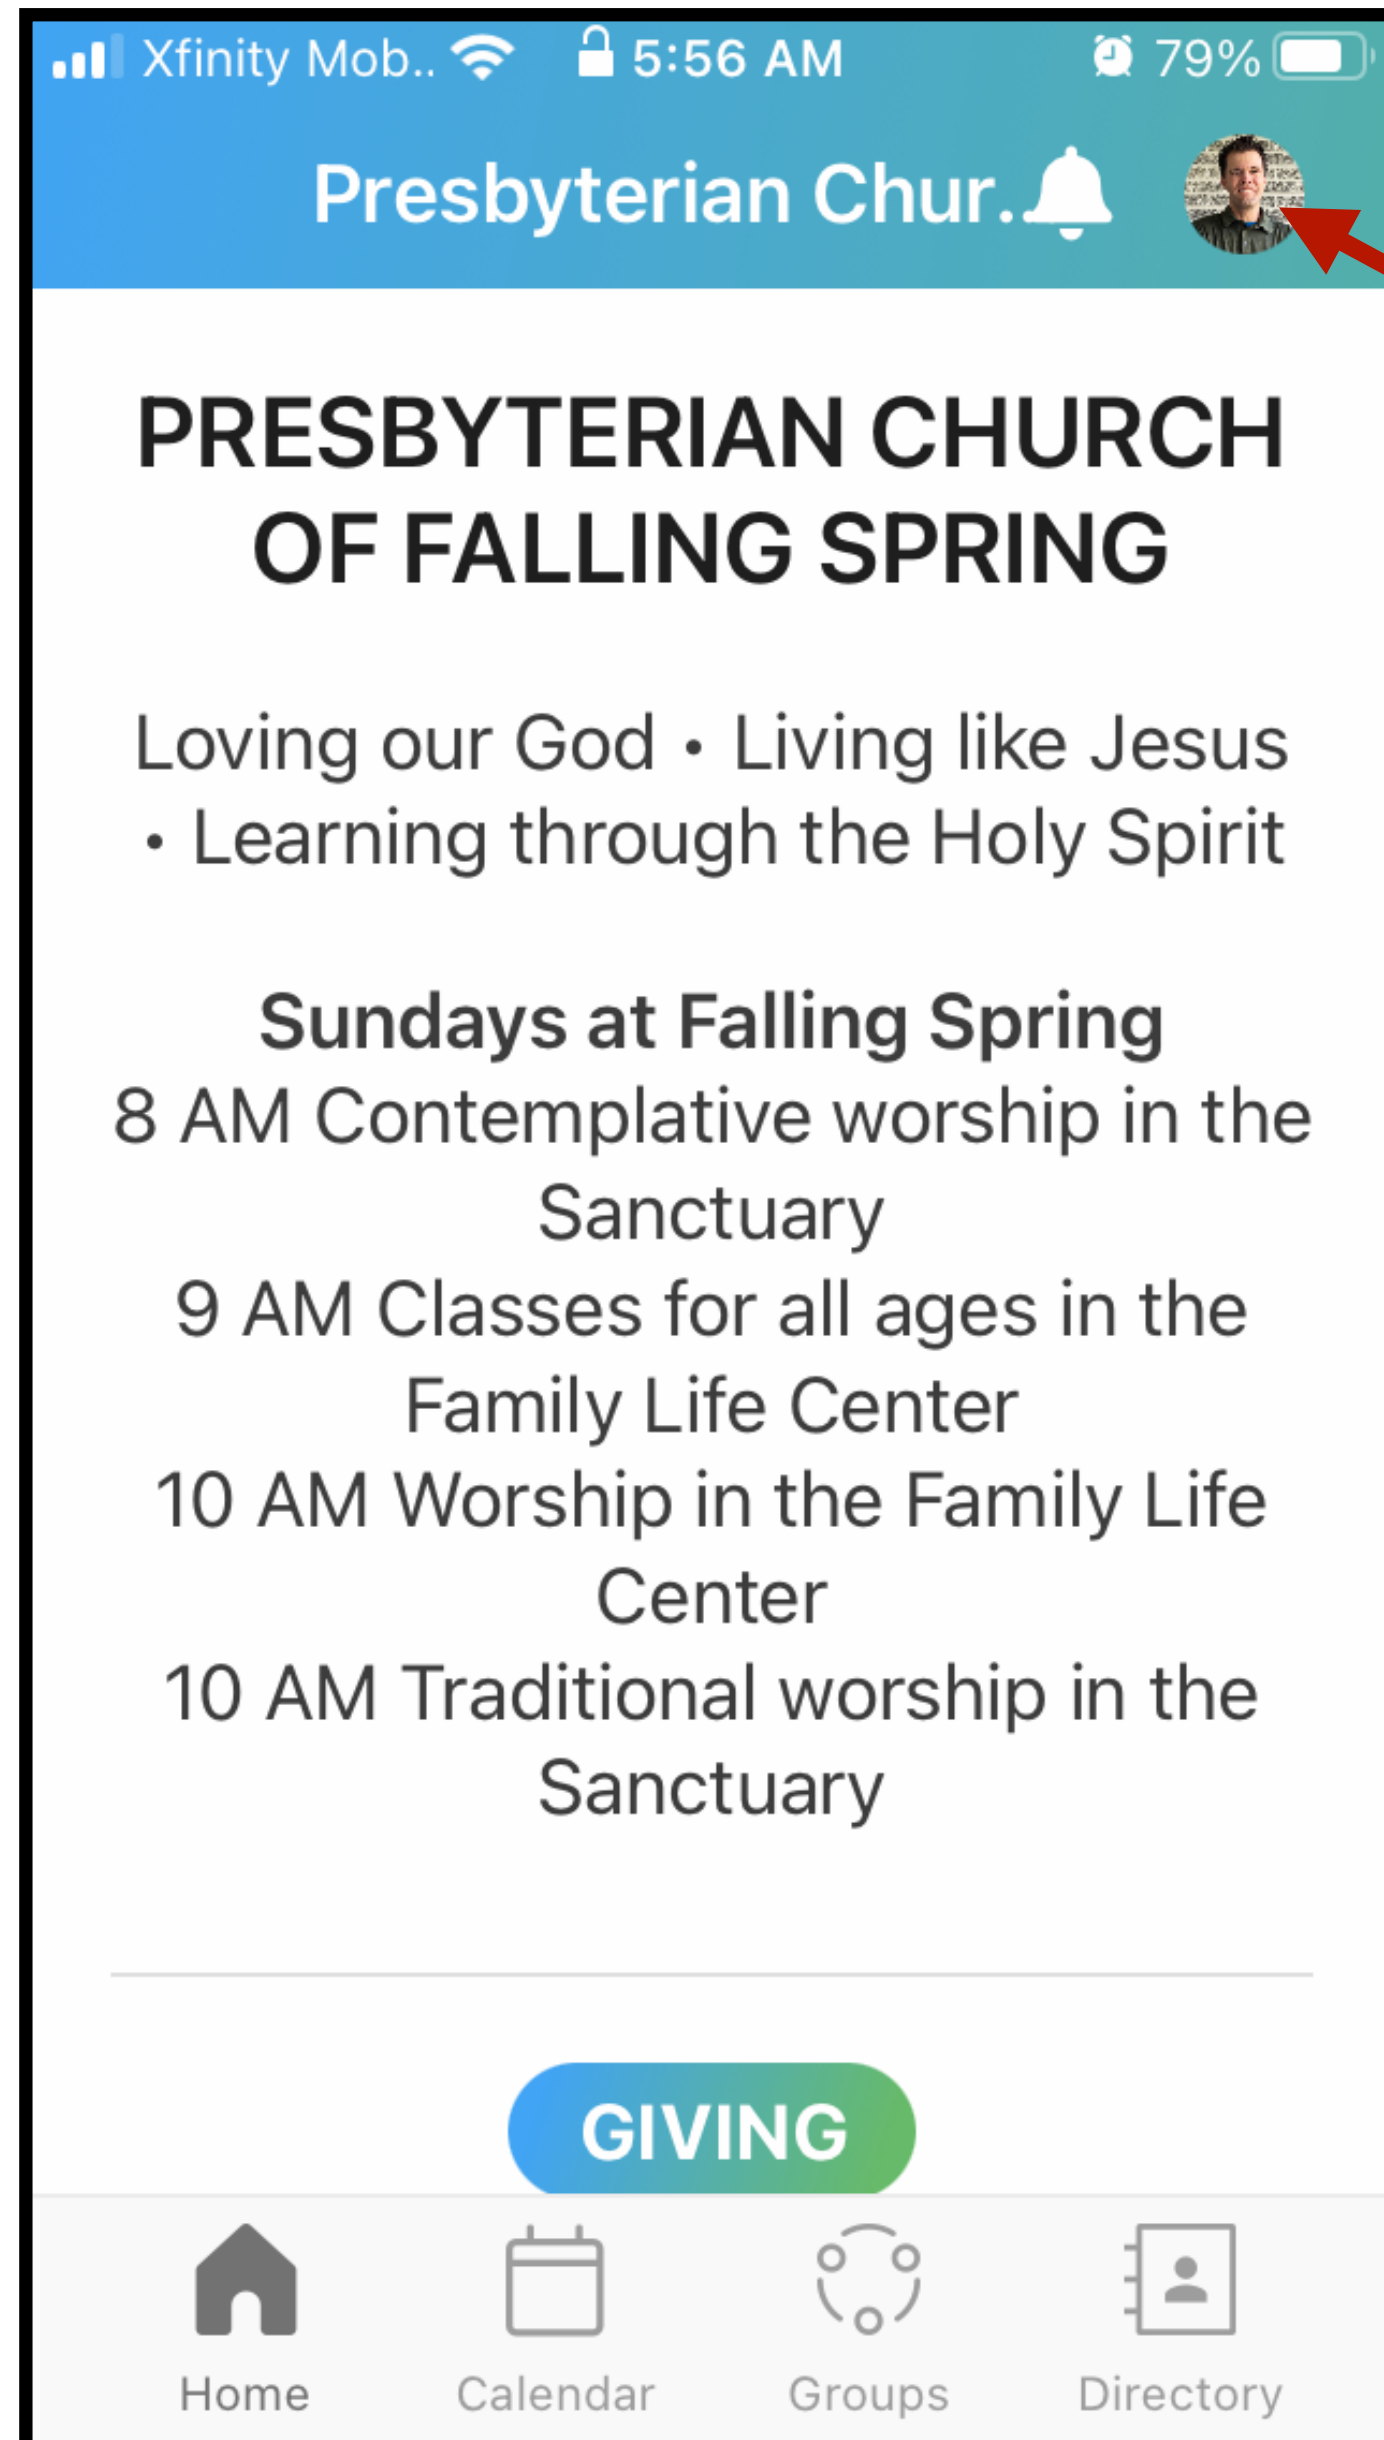 Xfinity Mob.. 5:56 AM 79%
Presbyterian Chur..
PRESBYTERIAN CHURCH
OF FALLING SPRING
Loving our God • Living like Jesus
• Learning through the Holy Spirit
Sundays at Falling Spring
8 AM Contemplative worship in the
Sanctuary
9 AM Classes for all ages in the
Family Life Center
10 AM Worship in the Family Life
Center
10 AM Traditional worship in the
Sanctuary
GIVING
Home Calendar Groups Directory